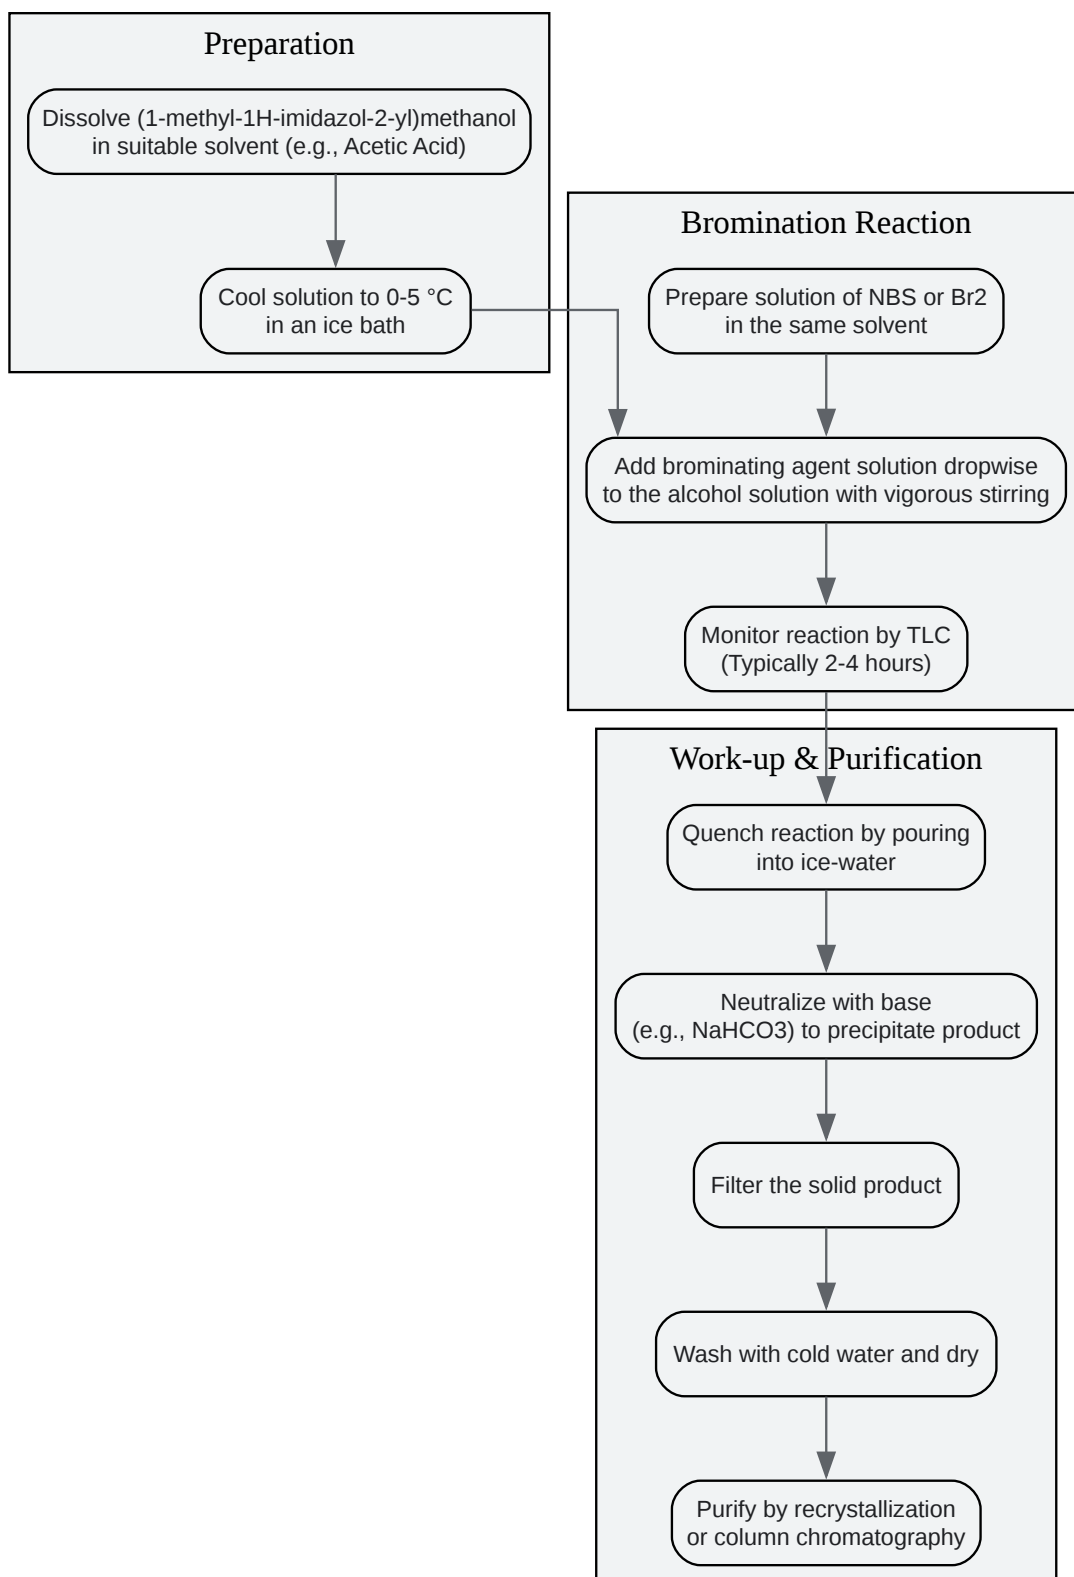 Preparation
Dissolve (1-methyl-1H-imidazol-2-yl)methanol
in suitable solvent (e.g., Acetic Acid)
Cool solution to 0-5 °C
in an ice bath
Bromination Reaction
Prepare solution of NBS or Br2
in the same solvent
Add brominating agent solution dropwise
to the alcohol solution with vigorous stirring
Monitor reaction by TLC
(Typically 2-4 hours)
Work-up & Purification
Quench reaction by pouring
into ice-water
Neutralize with base
(e.g., NaHCO3) to precipitate product
Filter the solid product
Wash with cold water and dry
Purify by recrystallization
or column chromatography